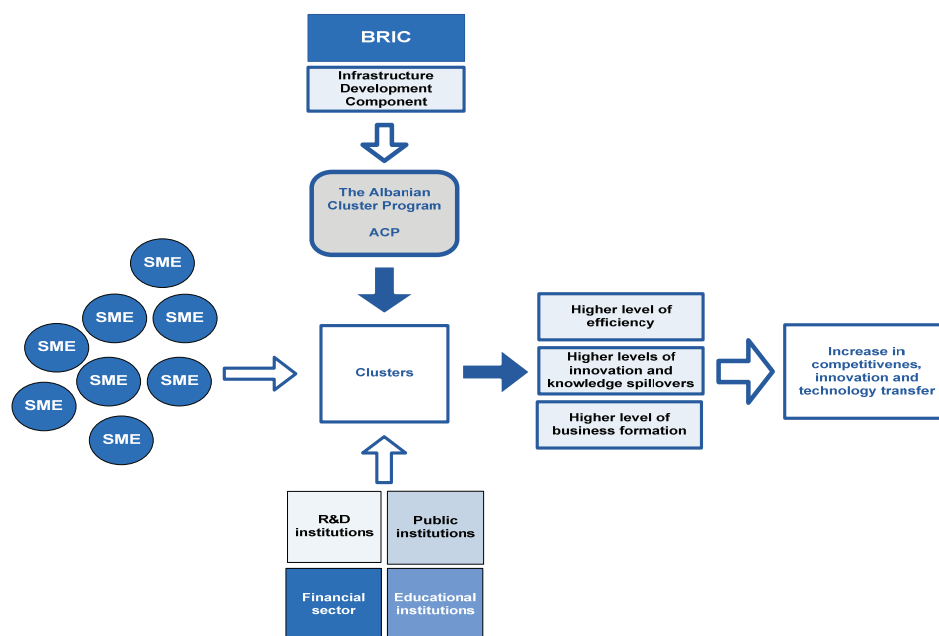 BRIC
Infrastructure
Development
Component
The Albanian
Cluster Program
ACP
SME
SME
SME
SME
SME
SME
SME
SME
Clusters
Higher level of
efficiency
Higher levels of
innovation and
knowledge spillovers
Higher level of
business formation
Increase in
competitivenes,
innovation and
technology transfer
R&D
institutions
Public
institutions
Financial
sector
Educational
institutions